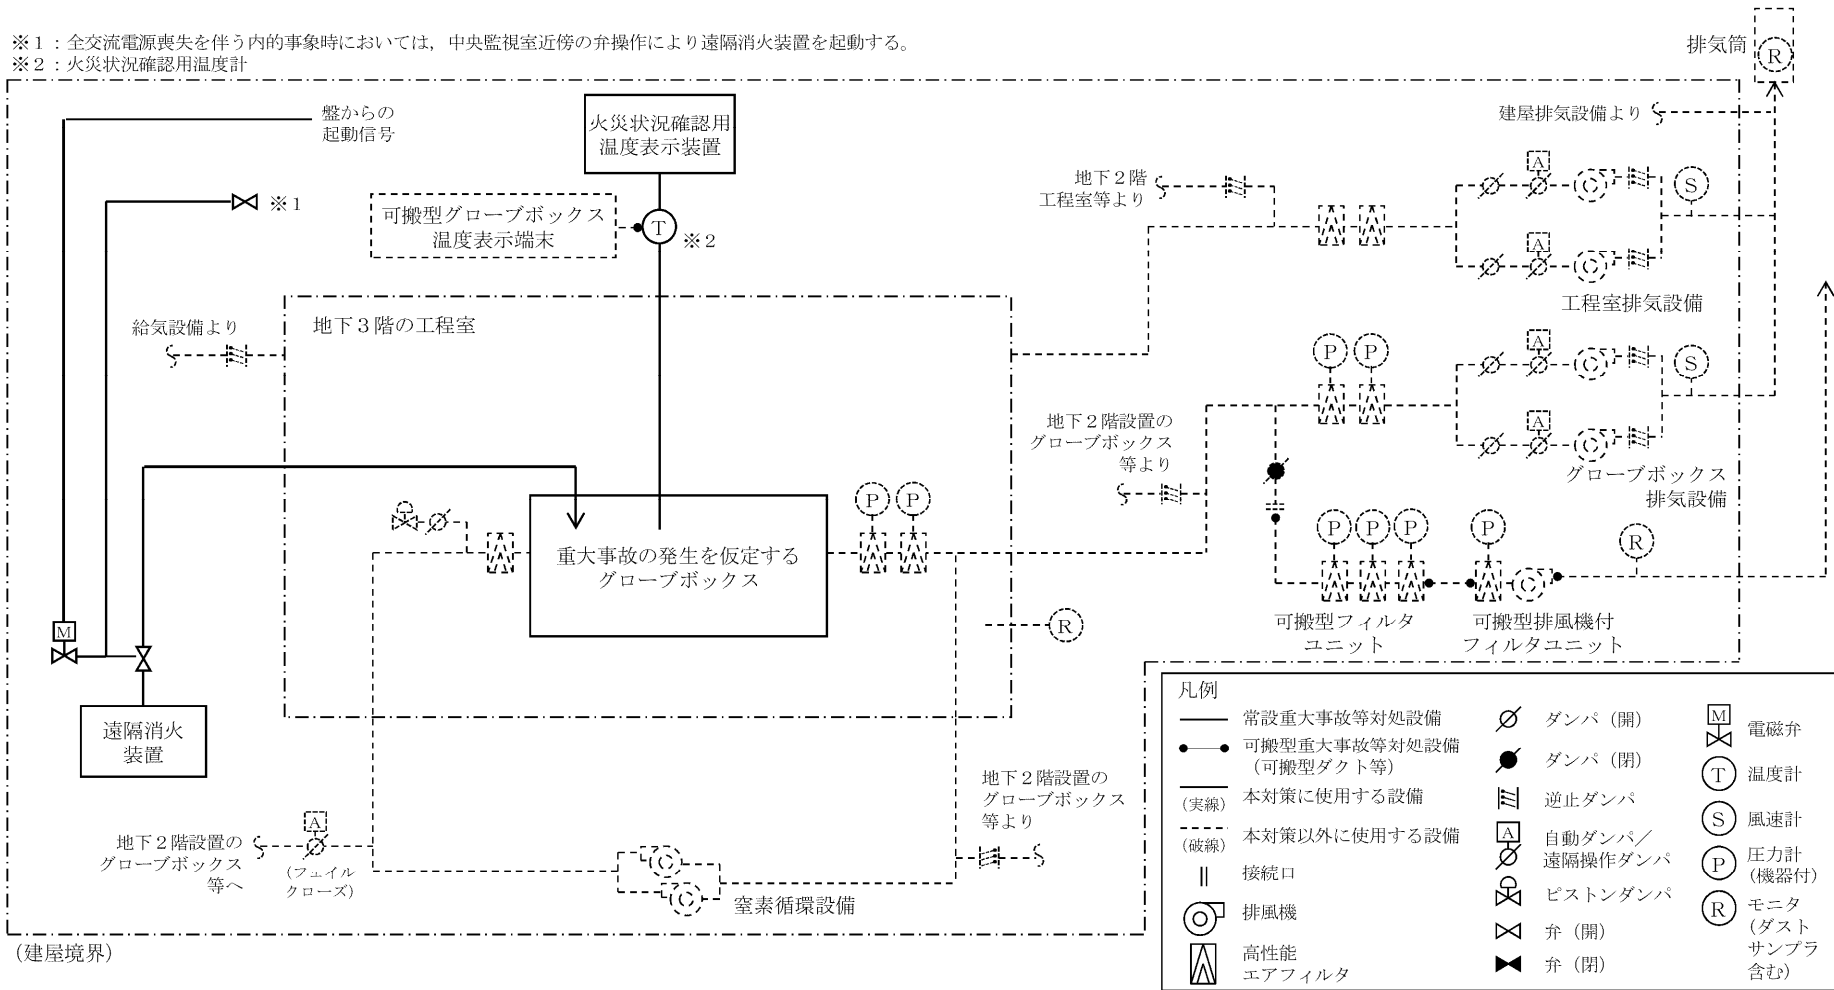 ※１：全交流電源喪失を伴う内的事象時においては，中央監視室近傍の弁操作により遠隔消火装置を起動する。
※２：火災状況確認用温度計
排気筒
R
盤からの
起動信号
火災状況確認用
温度表示装置
建屋排気設備より
※１
可搬型グローブボックス
温度表示端末
T
※２
地下２階
工程室等より
A
S
A
工程室排気設備
給気設備より
地下３階の工程室
P
P
A
S
A
地下２階設置の
グローブボックス
等より
グローブボックス
排気設備
P
P
重大事故の発生を仮定する
グローブボックス
P
P
P
P
R
可搬型フィルタ
ユニット
可搬型排風機付
フィルタユニット
R
M
遠隔消火
装置
地下２階設置の
グローブボックス
等へ
A
（フェイル
クローズ）
窒素循環設備
地下２階設置の
グローブボックス
等より
（建屋境界）
凡例
常設重大事故等対処設備
可搬型重大事故等対処設備
（可搬型ダクト等）
（実線）
本対策に使用する設備
（破線）
本対策以外に使用する設備
接続口
排風機
高性能
エアフィルタ
ダンパ（開）
ダンパ（閉）
逆止ダンパ
A
自動ダンパ／
遠隔操作ダンパ
ピストンダンパ
弁（開）
弁（閉）
M
電磁弁
T
温度計
S
風速計
P
圧力計
（機器付）
R
モニタ
（ダスト
サンプラ
含む）